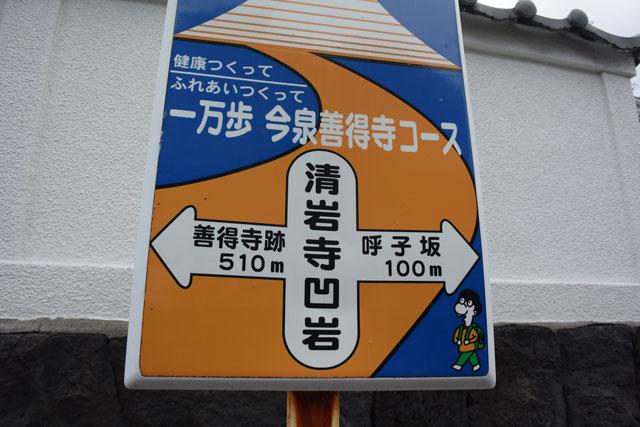 健康つくって
ふれあいつくって
一万歩 今泉善得寺コース
清岩寺凹岩
善得寺跡
510m
呼子坂
100m